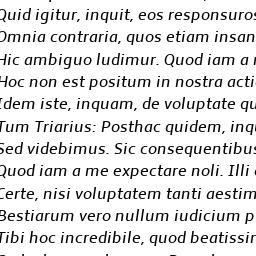 Quid igitur, inquit, eos responsuros
Omnia contraria, quos etiam insan
Hic ambiguo ludimur. Quod iam a
Hoc non est positum in nostra acti
Idem iste, inquam, de voluptate qu
Tum Triarius: Posthac quidem, inq
Sed videbimus. Sic consequentibus
Quod iam a me expectare noli. Illi
Certe, nisi voluptatem tanti aestim
Bestiarum vero nullum iudicium p
Tibi hoc incredibile, quod beatissi